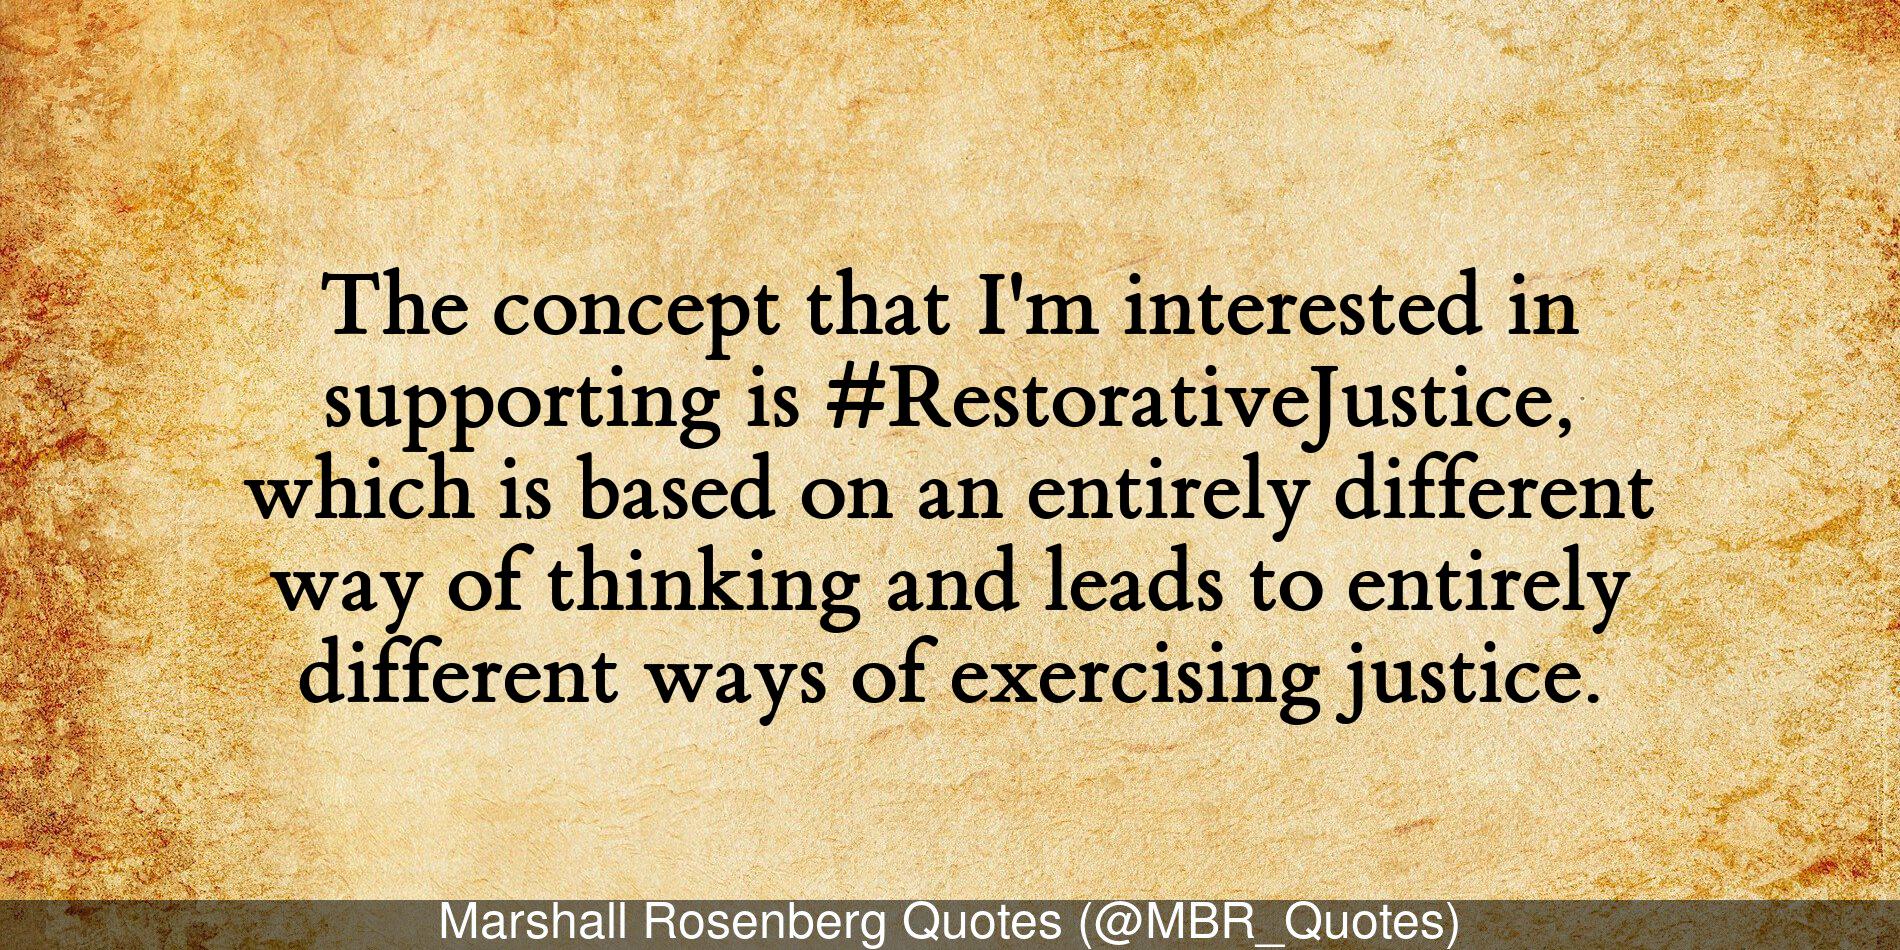 The concept that I'm interested in
supporting is #RestorativeJustice,
which is based on an entirely different
way of thinking and leads to entirely
different ways of exercising justice.
Marshall Rosenberg Quotes (@MBR_Quotes)